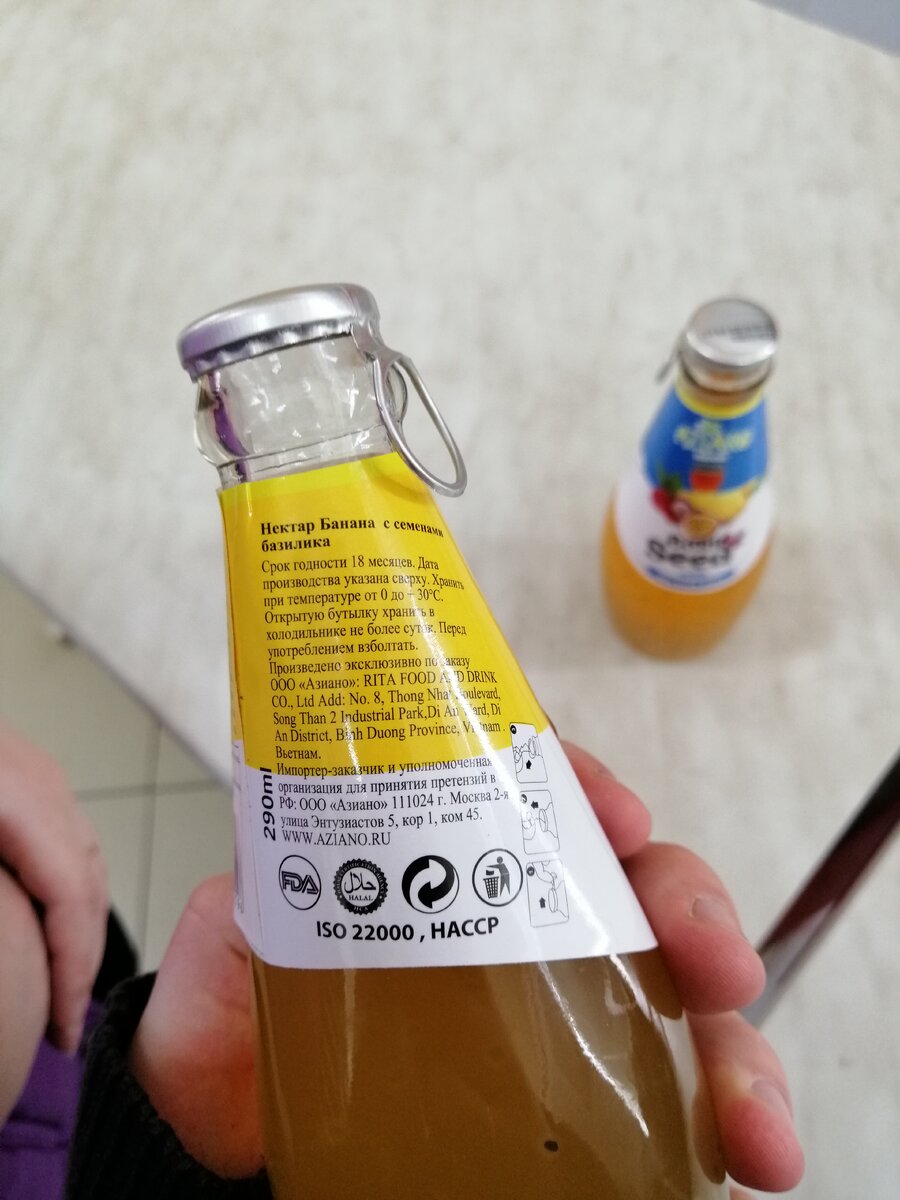 Нектар Банана с семенами
базилика
Срок годности 18 месяцев. Дата
производства указана сверху. Хранить
при температуре от 0 до + 30°С.
Открытую бутылку хранить в
холодильнике не более суток. Перед
употреблением взболтать.
Произведено эксклюзивно по заказу
ООО «Азиано»: RITA FOOD AND DRINK
CO., Ltd Add: No. 8, Thong Nhat Boulevard,
Song Than 2 Industrial Park,Di An Ward, Di
An District, Binh Duong Province, Vietnam .
Вьетнам.
Импортер-заказчик и уполномоченная
организация для принятия претензий в
РФ: ООО «Азиано» 111024 г. Москва 2-я
улица Энтузиастов 5, кор 1, ком 45.
WWW.AZIANO.RU
290ml
FDA
حلال
HALAL
ISO 22000 , HACCP
Seed